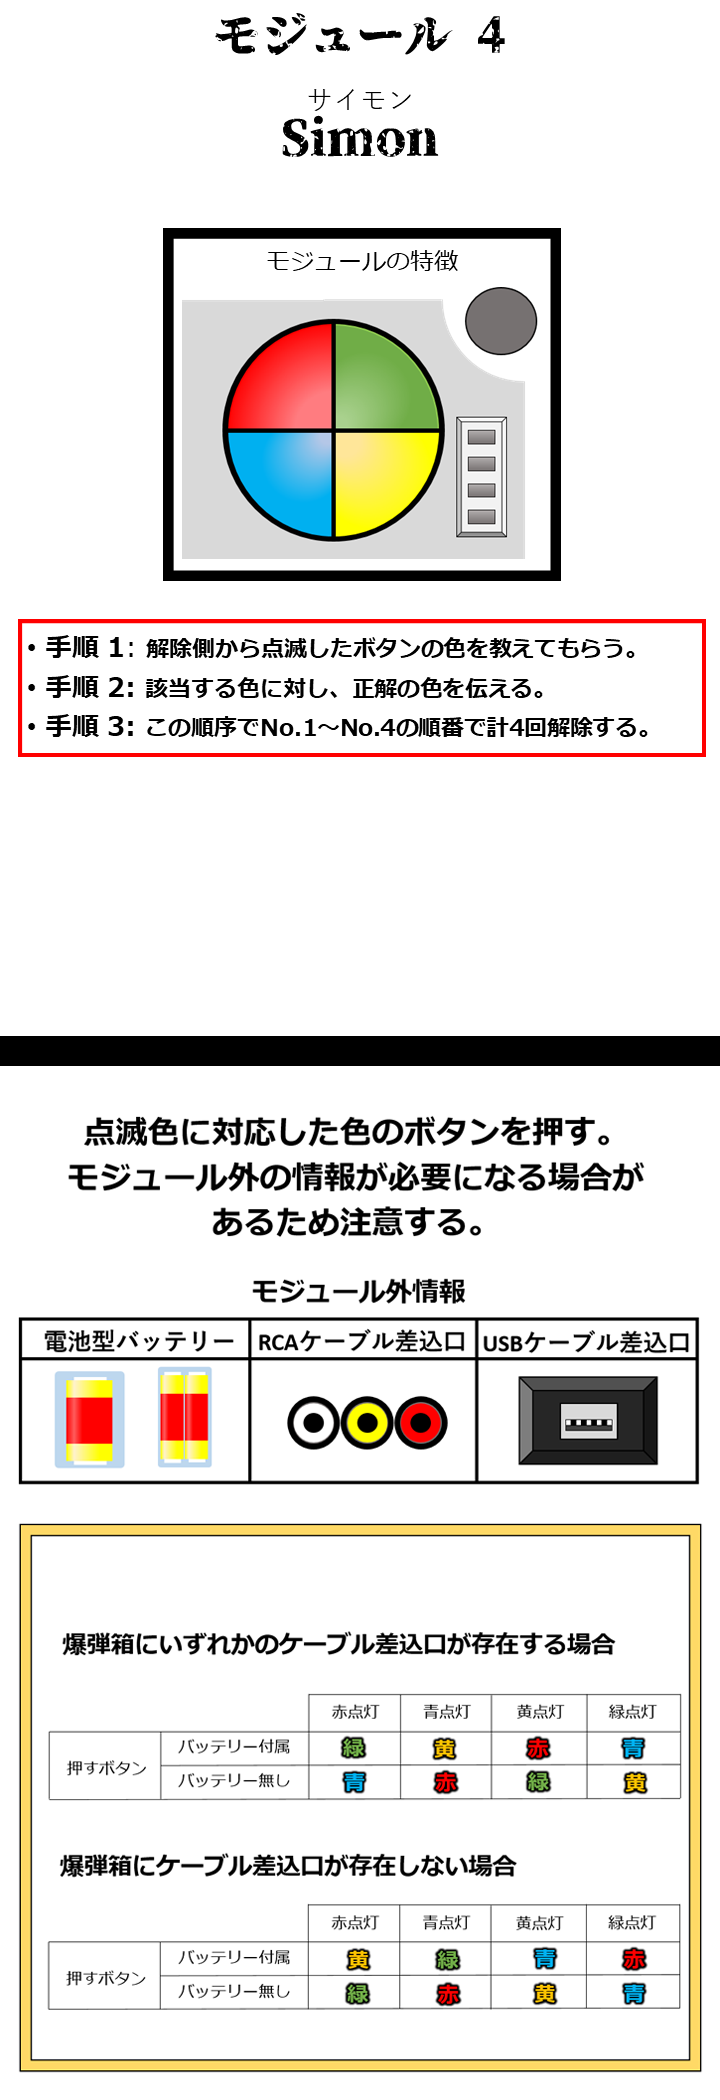 モジュール 4
サイモン
Simon
モジュールの特徴
• 手順 1: 解除側から点滅したボタンの色を教えてもらう。
• 手順 2: 該当する色に対し、正解の色を伝える。
• 手順 3: この順序でNo.1～No.4の順番で計4回解除する。
点滅色に対応した色のボタンを押す。
モジュール外の情報が必要になる場合が
あるため注意する。
モジュール外情報
電池型バッテリー RCAケーブル差込口 USBケーブル差込口
爆弾箱にいずれかのケーブル差込口が存在する場合
赤点灯 青点灯 黄点灯 緑点灯
押すボタン
バッテリー付属 緑 黄 赤 青
バッテリー無し 青 赤 緑 黄
爆弾箱にケーブル差込口が存在しない場合
赤点灯 青点灯 黄点灯 緑点灯
押すボタン
バッテリー付属 黄 緑 青 赤
バッテリー無し 緑 赤 黄 青